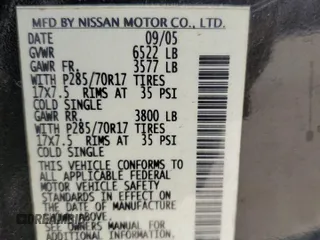 MFD BY NISSAN MOTOR CO., LTD.
DATE 09/05
GVWR 6522 LB
GAWR FR. 3577 LB
WITH P285/70R17 TIRES
17X7.5 RIMS AT 35 PSI
COLD SINGLE
GAWR RR. 3800 LB
WITH P285/70R17 TIRES
17X7.5 RIMS AT 35 PSI
COLD SINGLE
THIS VEHICLE CONFORMS TO
ALL APPLICABLE FEDERAL
MOTOR VEHICLE SAFETY
STANDARDS IN EFFECT ON
THE DATE OF MANUFACTURE
ABOVE.
SEE OWNERS MANUAL FOR
ADDITIONAL INFORMATION.